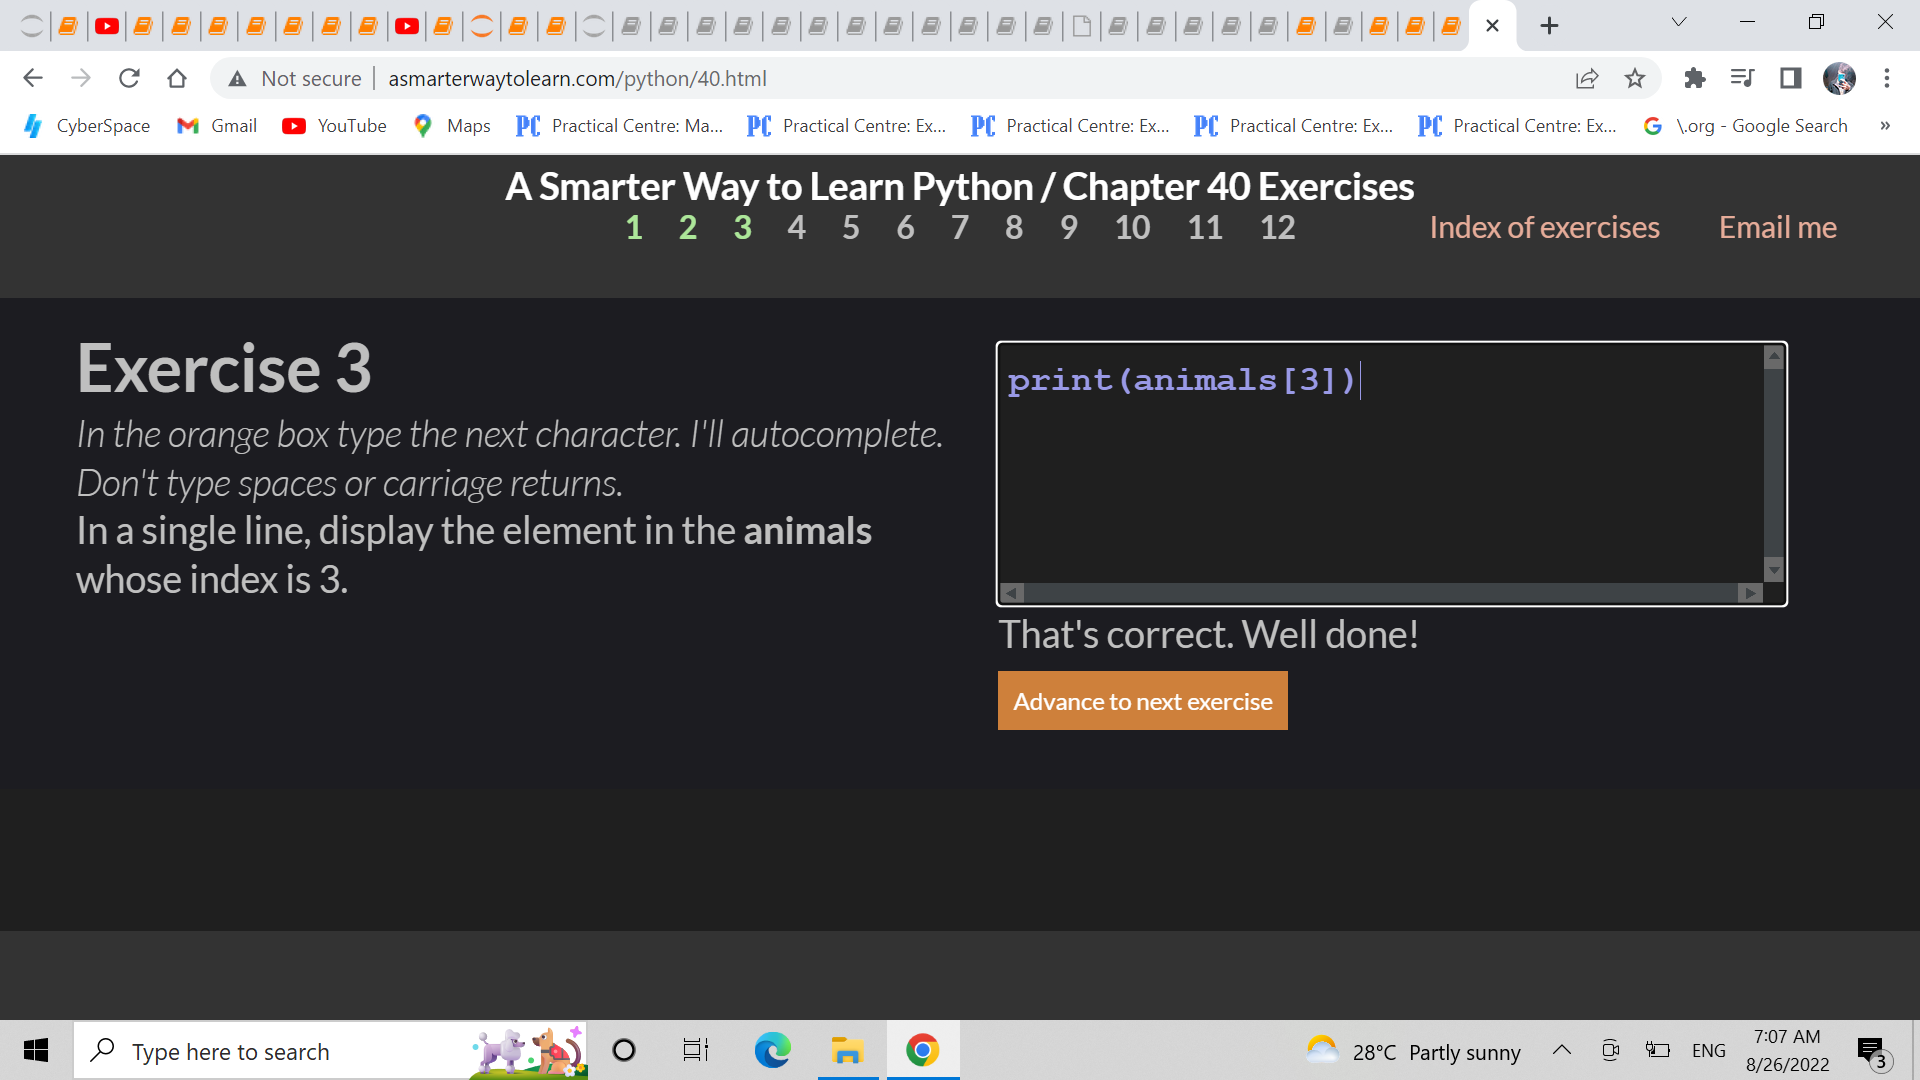 Not secure asmarterwaytolearn.com/python/40.html
CyberSpace Gmail YouTube Maps Practical Centre: Ma... Practical Centre: Ex... Practical Centre: Ex... Practical Centre: Ex... Practical Centre: Ex... \.org - Google Search »
A Smarter Way to Learn Python / Chapter 40 Exercises
1 2 3 4 5 6 7 8 9 10 11 12 Index of exercises Email me
Exercise 3
In the orange box type the next character. I'll autocomplete.
Don't type spaces or carriage returns.
In a single line, display the element in the animals
whose index is 3.
print(animals[3])
That's correct. Well done!
Advance to next exercise
Type here to search
28°C Partly sunny
ENG
7:07 AM
8/26/2022
3